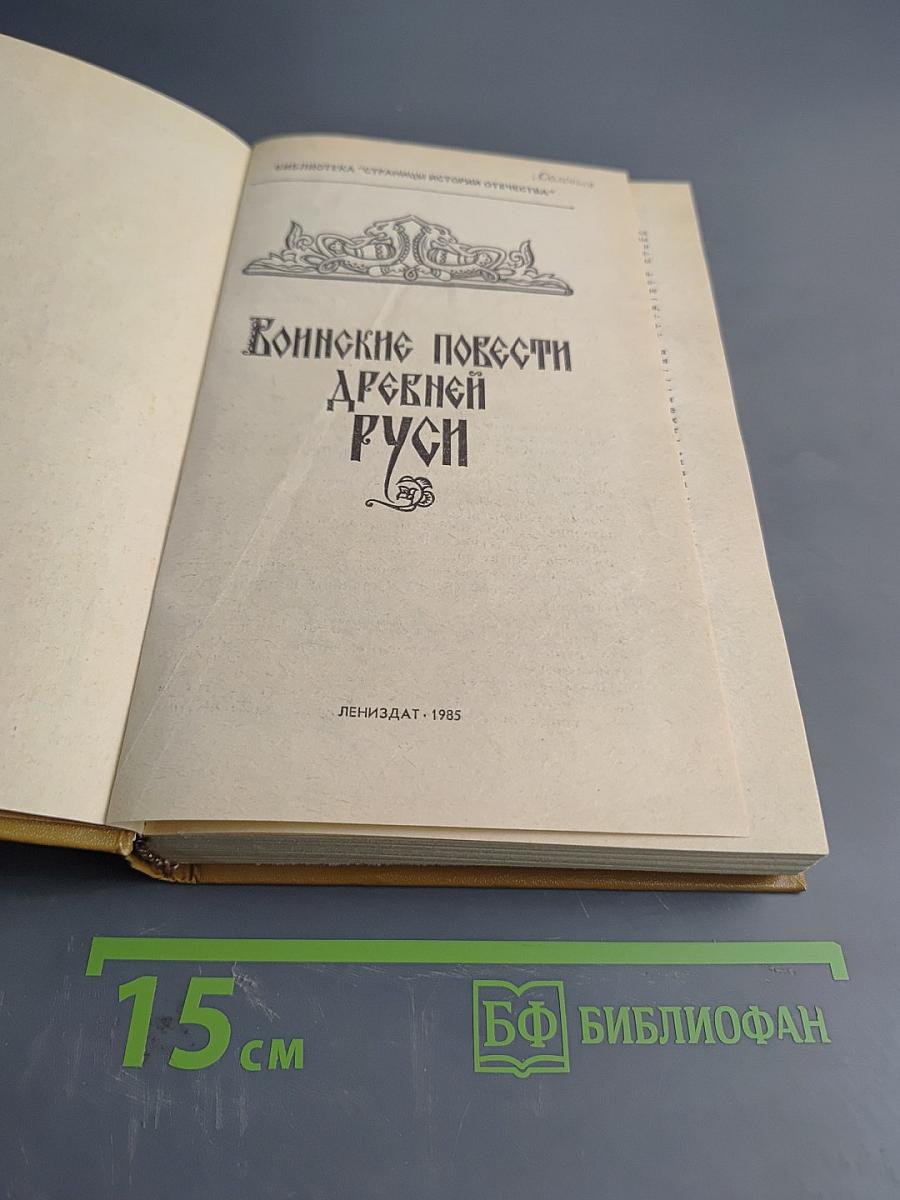 БИБЛИОТЕКА "СТРАНИЦЫ ИСТОРИИ ОТЕЧЕСТВА"
ВОИНСКИЕ ПОВЕСТИ
ДРЕВНЕЙ
РУСИ
ЛЕНИЗДАТ · 1985
15 СМ
БФ БИБЛИОФАН